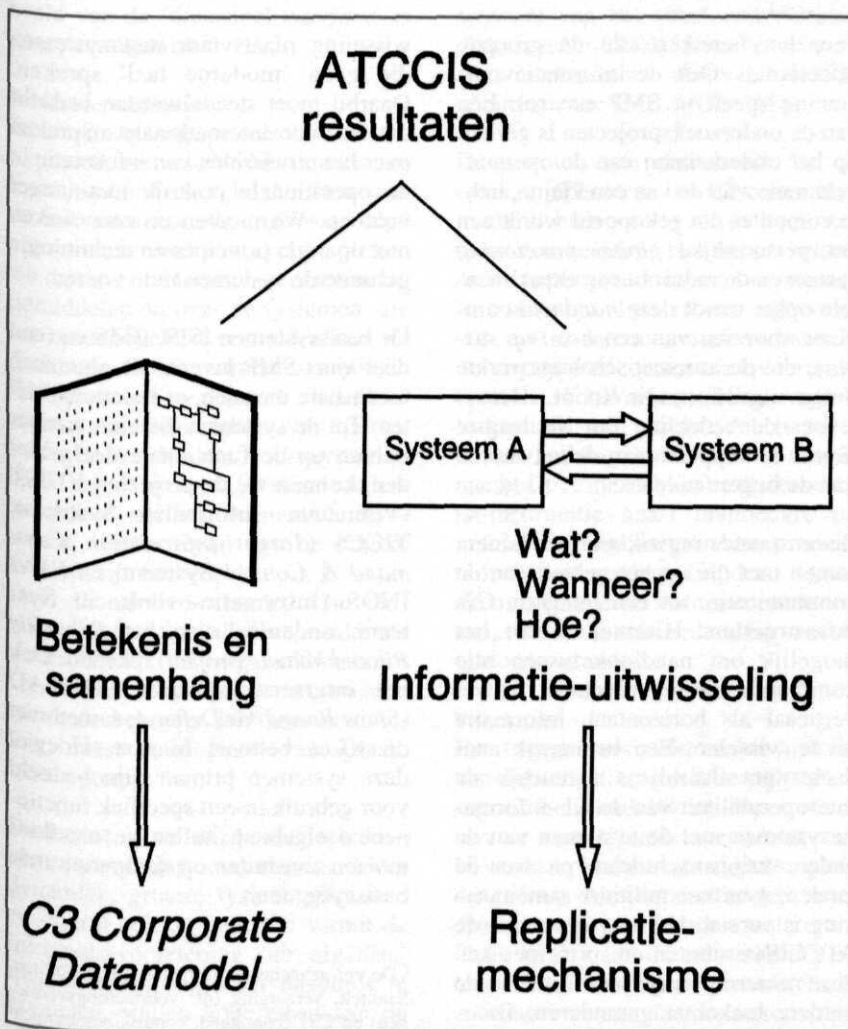 ATCCIS
resultaten
Systeem A
Systeem B
Betekenis en
samenhang
Wat?
Wanneer?
Hoe?
Informatie-uitwisseling
C3 Corporate
Datamodel
Replicatie-
mechanisme